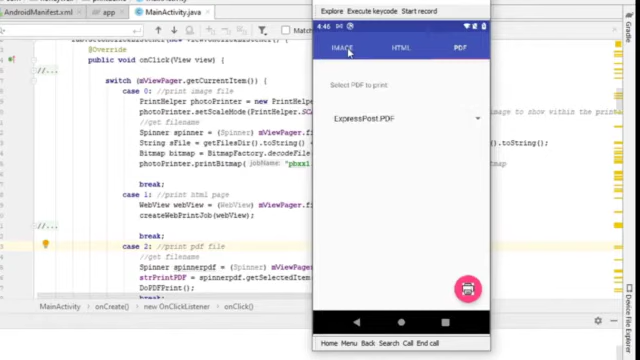 AndroidManifest.xml
app
MainActivity.java
Explore Execute keycode Start record
4:46
IMAGE HTML PDF
Select PDF to print
ExpressPost.PDF
@Override
public void onClick(View view) {
//...
switch (mViewPager.getCurrentItem()) {
case 0: //print image file
PrintHelper photoPrinter = new PrintHelper
photoPrinter.setScaleMode(PrintHelper.
image to show within the
//get filename
Spinner spinner = (Spinner) mViewPager.
String sFile = getFilesDir().toString()
.toString();
Bitmap bitmap = BitmapFactory.decodeFile
photoPrinter.printBitmap( jobName:
bitmap
break;
case 1: //print html page
WebView webView = (WebView) mViewPager.
createWebPrintJob(webView);
//...
break;
case 2: //print pdf file
//get filename
Spinner spinnerpdf = (Spinner) mViewPager
strPrintPDF = spinnerpdf.getSelectedItem
DoPDFPrint();
break;
MainActivity onCreate() new OnClickListener onClick()
Home Menu Back Search Call End call
Gradle
Device File Explorer